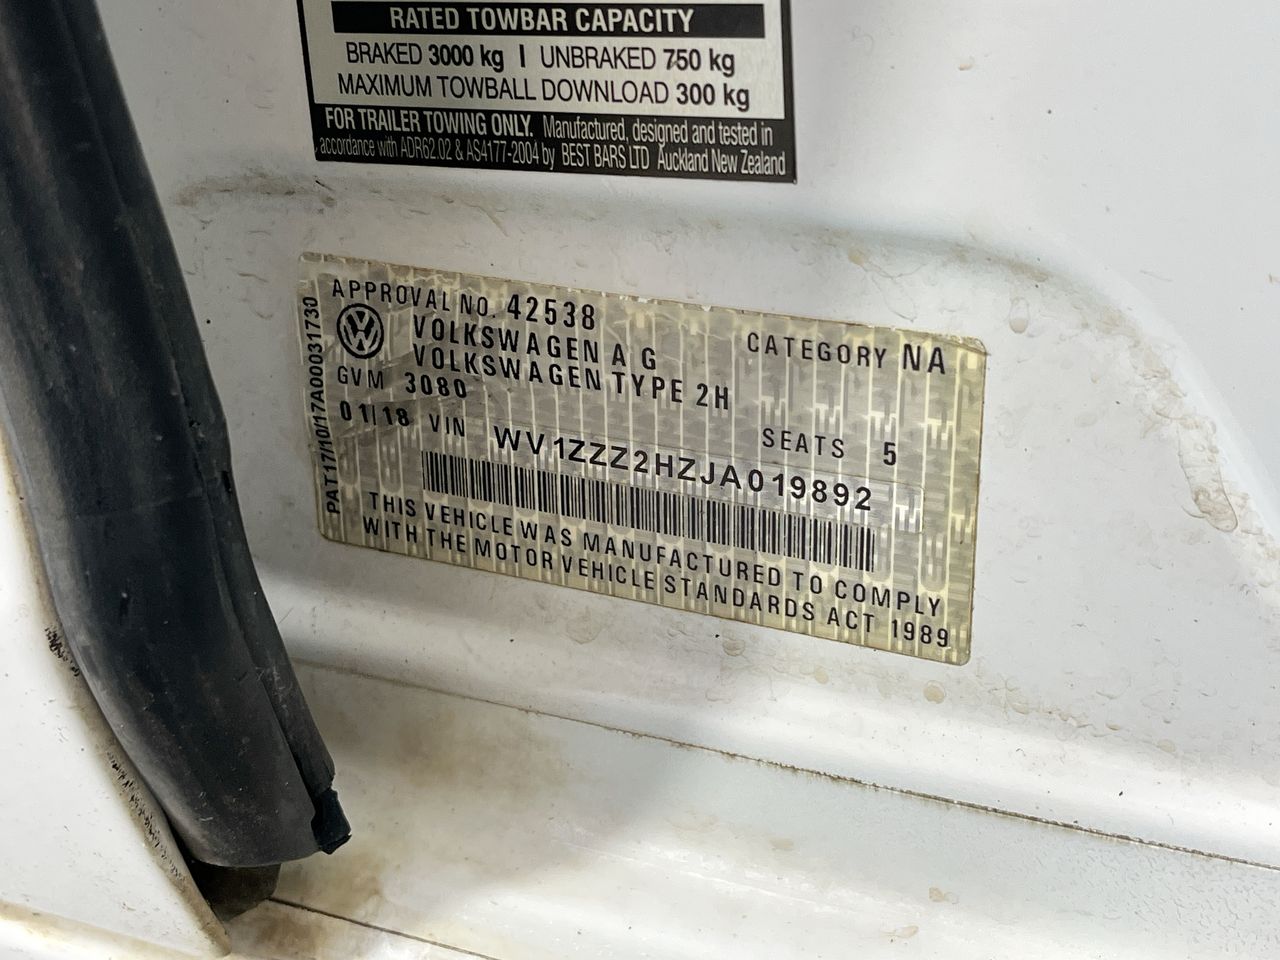 RATED TOWBAR CAPACITY
BRAKED 3000 kg | UNBRAKED 750 kg
MAXIMUM TOWBALL DOWNLOAD 300 kg
FOR TRAILER TOWING ONLY. Manufactured, designed and tested in
accordance with ADR62.02 & AS4177-2004 by BEST BARS LTD Auckland New Zealand
APPROVAL NO. 42538
CATEGORY NA
VOLKSWAGEN A G
VOLKSWAGEN TYPE 2H
GVM 3080
SEATS 5
01/18 VIN WV1ZZZ2HZJA019892
THIS VEHICLE WAS MANUFACTURED TO COMPLY
WITH THE MOTOR VEHICLE STANDARDS ACT 1989
PAT17/10/17A000031730